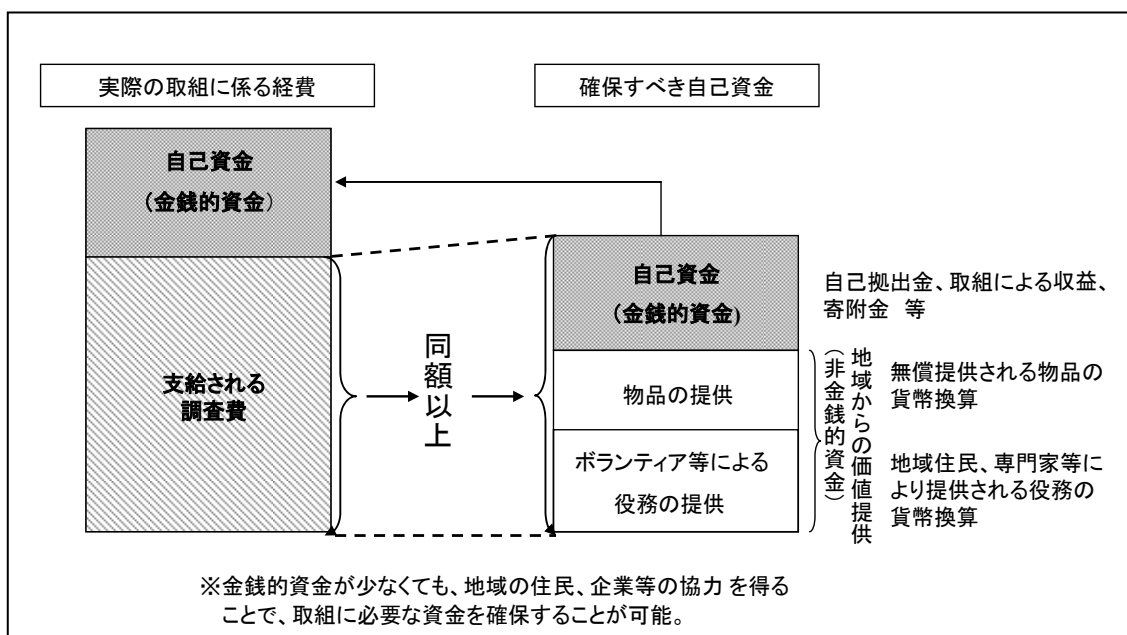 実際の取組に係る経費
確保すべき自己資金
自己資金
(金銭的資金)
支給される
調査費
同額以上
自己資金
(金銭的資金)
物品の提供
ボランティア等による
役務の提供
地域からの価値提供
(非金銭的資金)
自己拠出金、取組による収益、
寄附金 等
無償提供される物品の
貨幣換算
地域住民、専門家等に
より提供される役務の
貨幣換算
※金銭的資金が少なくても、地域の住民、企業等の協力を得る
ことで、取組に必要な資金を確保することが可能。